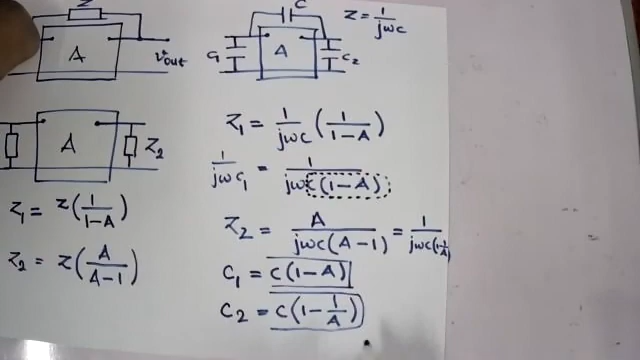 Z
A
Vout
A
Z2
Z1 = Z(1/1-A)
Z2 = Z(A/A-1)
C
C1
A
C2
Z = 1/jωC
Z1 = 1/jωC (1/1-A)
1/jωC1 = 1/jωC(1-A)
Z2 = A/jωC(A-1) = 1/jωC(1-1/A)
C1 = C(1-A)
C2 = C(1-1/A)